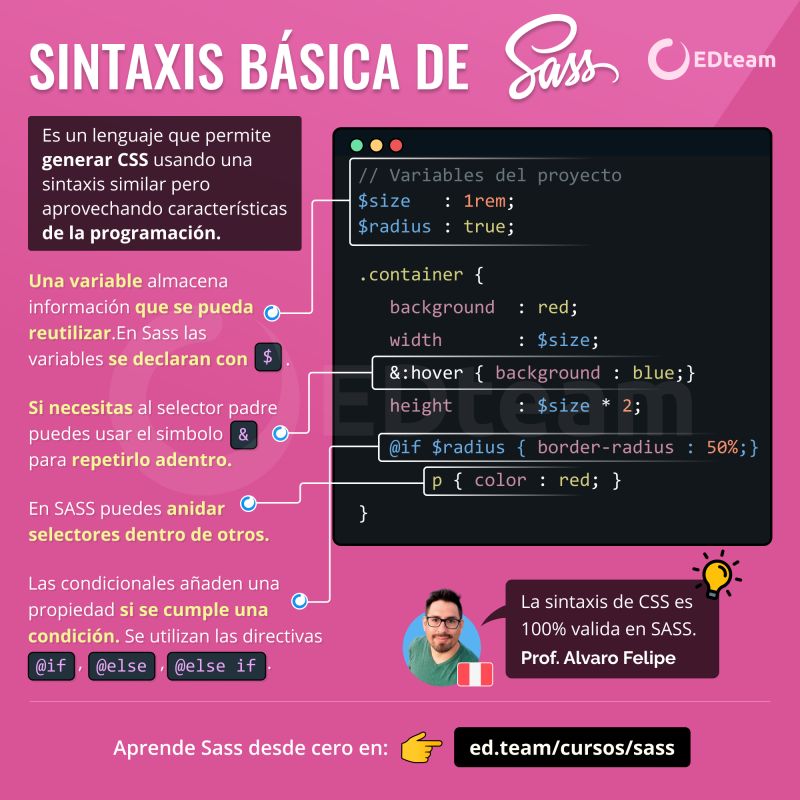 SINTAXIS BÁSICA DE Sass
EDteam
Es un lenguaje que permite
generar CSS usando una
sintaxis similar pero
aprovechando características
de la programación.
Una variable almacena
información que se pueda
reutilizar.En Sass las
variables se declaran con $ .
Si necesitas al selector padre
puedes usar el simbolo &
para repetirlo adentro.
En SASS puedes anidar
selectores dentro de otros.
Las condicionales añaden una
propiedad si se cumple una
condición. Se utilizan las directivas
@if , @else , @else if .
// Variables del proyecto
$size : 1rem;
$radius : true;
.container {
background : red;
width : $size;
&:hover { background : blue;}
height : $size * 2;
@if $radius { border-radius : 50%;}
p { color : red; }
}
EDteam
La sintaxis de CSS es
100% valida en SASS.
Prof. Alvaro Felipe
Aprende Sass desde cero en: ed.team/cursos/sass